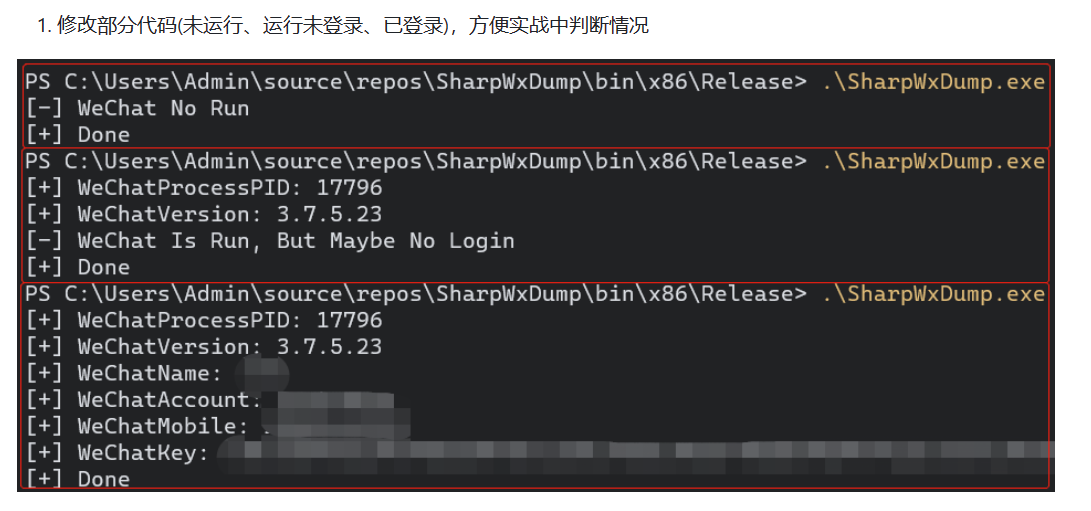 1. 修改部分代码(未运行、运行未登录、已登录)，方便实战中判断情况
PS C:\Users\Admin\source\repos\SharpWxDump\bin\x86\Release> .\SharpWxDump.exe
[-] WeChat No Run
[+] Done
PS C:\Users\Admin\source\repos\SharpWxDump\bin\x86\Release> .\SharpWxDump.exe
[+] WeChatProcessPID: 17796
[+] WeChatVersion: 3.7.5.23
[-] WeChat Is Run, But Maybe No Login
[+] Done
PS C:\Users\Admin\source\repos\SharpWxDump\bin\x86\Release> .\SharpWxDump.exe
[+] WeChatProcessPID: 17796
[+] WeChatVersion: 3.7.5.23
[+] WeChatName:
[+] WeChatAccount:
[+] WeChatMobile:
[+] WeChatKey:
[+] Done